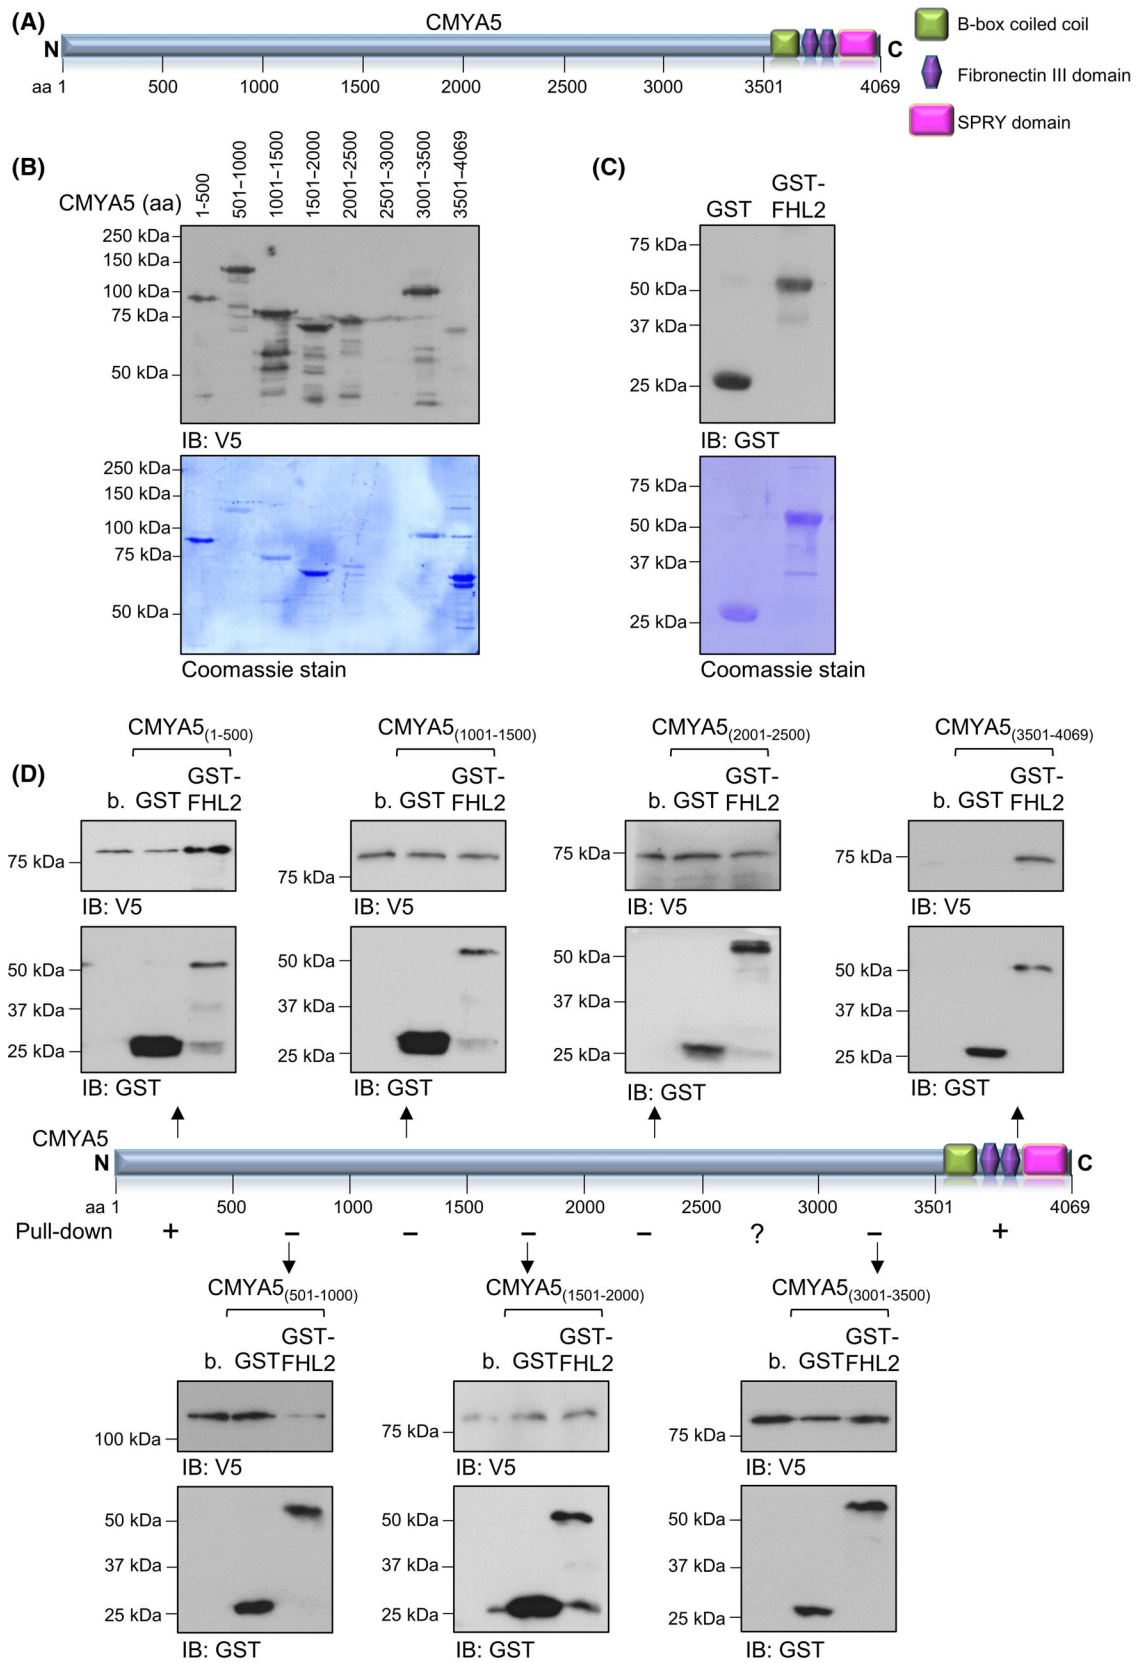 (A)
CMYA5
N
C
aa 1 500 1000 1500 2000 2500 3000 3501 4069
B-box coiled coil
Fibronectin III domain
SPRY domain
(B)
CMYA5 (aa)
1-500
501–1000
1001–1500
1501–2000
2001–2500
2501–3000
3001–3500
3501–4069
250 kDa
150 kDa
100 kDa
75 kDa
50 kDa
IB: V5
250 kDa
150 kDa
100 kDa
75 kDa
50 kDa
Coomassie stain
(C)
GST
GST-
FHL2
75 kDa
50 kDa
37 kDa
25 kDa
IB: GST
75 kDa
50 kDa
37 kDa
25 kDa
Coomassie stain
(D)
CMYA5(1-500)
b. GST GST-
FHL2
75 kDa
IB: V5
50 kDa
37 kDa
25 kDa
IB: GST
CMYA5(1001-1500)
b. GST GST-
FHL2
75 kDa
IB: V5
50 kDa
37 kDa
25 kDa
IB: GST
CMYA5(2001-2500)
b. GST GST-
FHL2
75 kDa
IB: V5
50 kDa
37 kDa
25 kDa
IB: GST
CMYA5(3501-4069)
b. GST GST-
FHL2
75 kDa
IB: V5
50 kDa
37 kDa
25 kDa
IB: GST
CMYA5
N
C
aa 1 500 1000 1500 2000 2500 3000 3501 4069
Pull-down + – – – – ? – +
CMYA5(501-1000)
b. GST GST-
FHL2
100 kDa
IB: V5
50 kDa
37 kDa
25 kDa
IB: GST
CMYA5(1501-2000)
b. GST GST-
FHL2
75 kDa
IB: V5
50 kDa
37 kDa
25 kDa
IB: GST
CMYA5(3001-3500)
b. GST GST-
FHL2
75 kDa
IB: V5
50 kDa
37 kDa
25 kDa
IB: GST